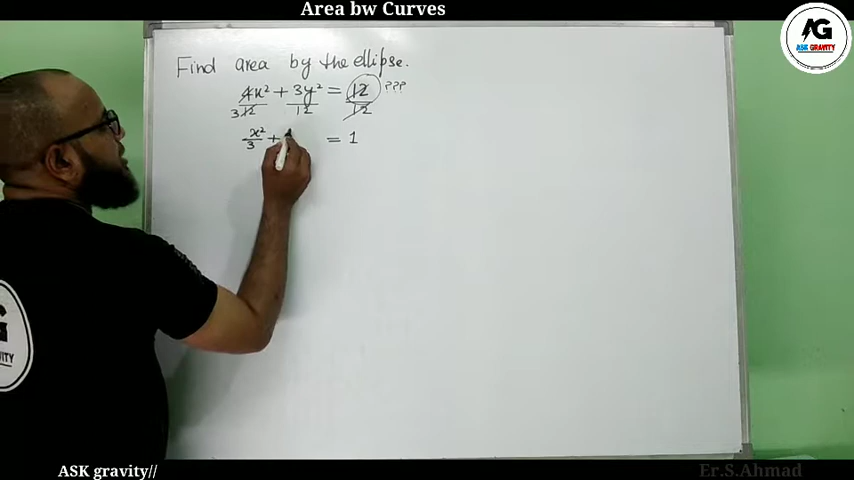 Area bw Curves
AG
ASK GRAVITY
Find area by the ellipse.
4x² + 3y² = 12 ???
3 12 12 12
x²/3 + = 1
G
VITY
ASK gravity//
Er.S.Ahmad